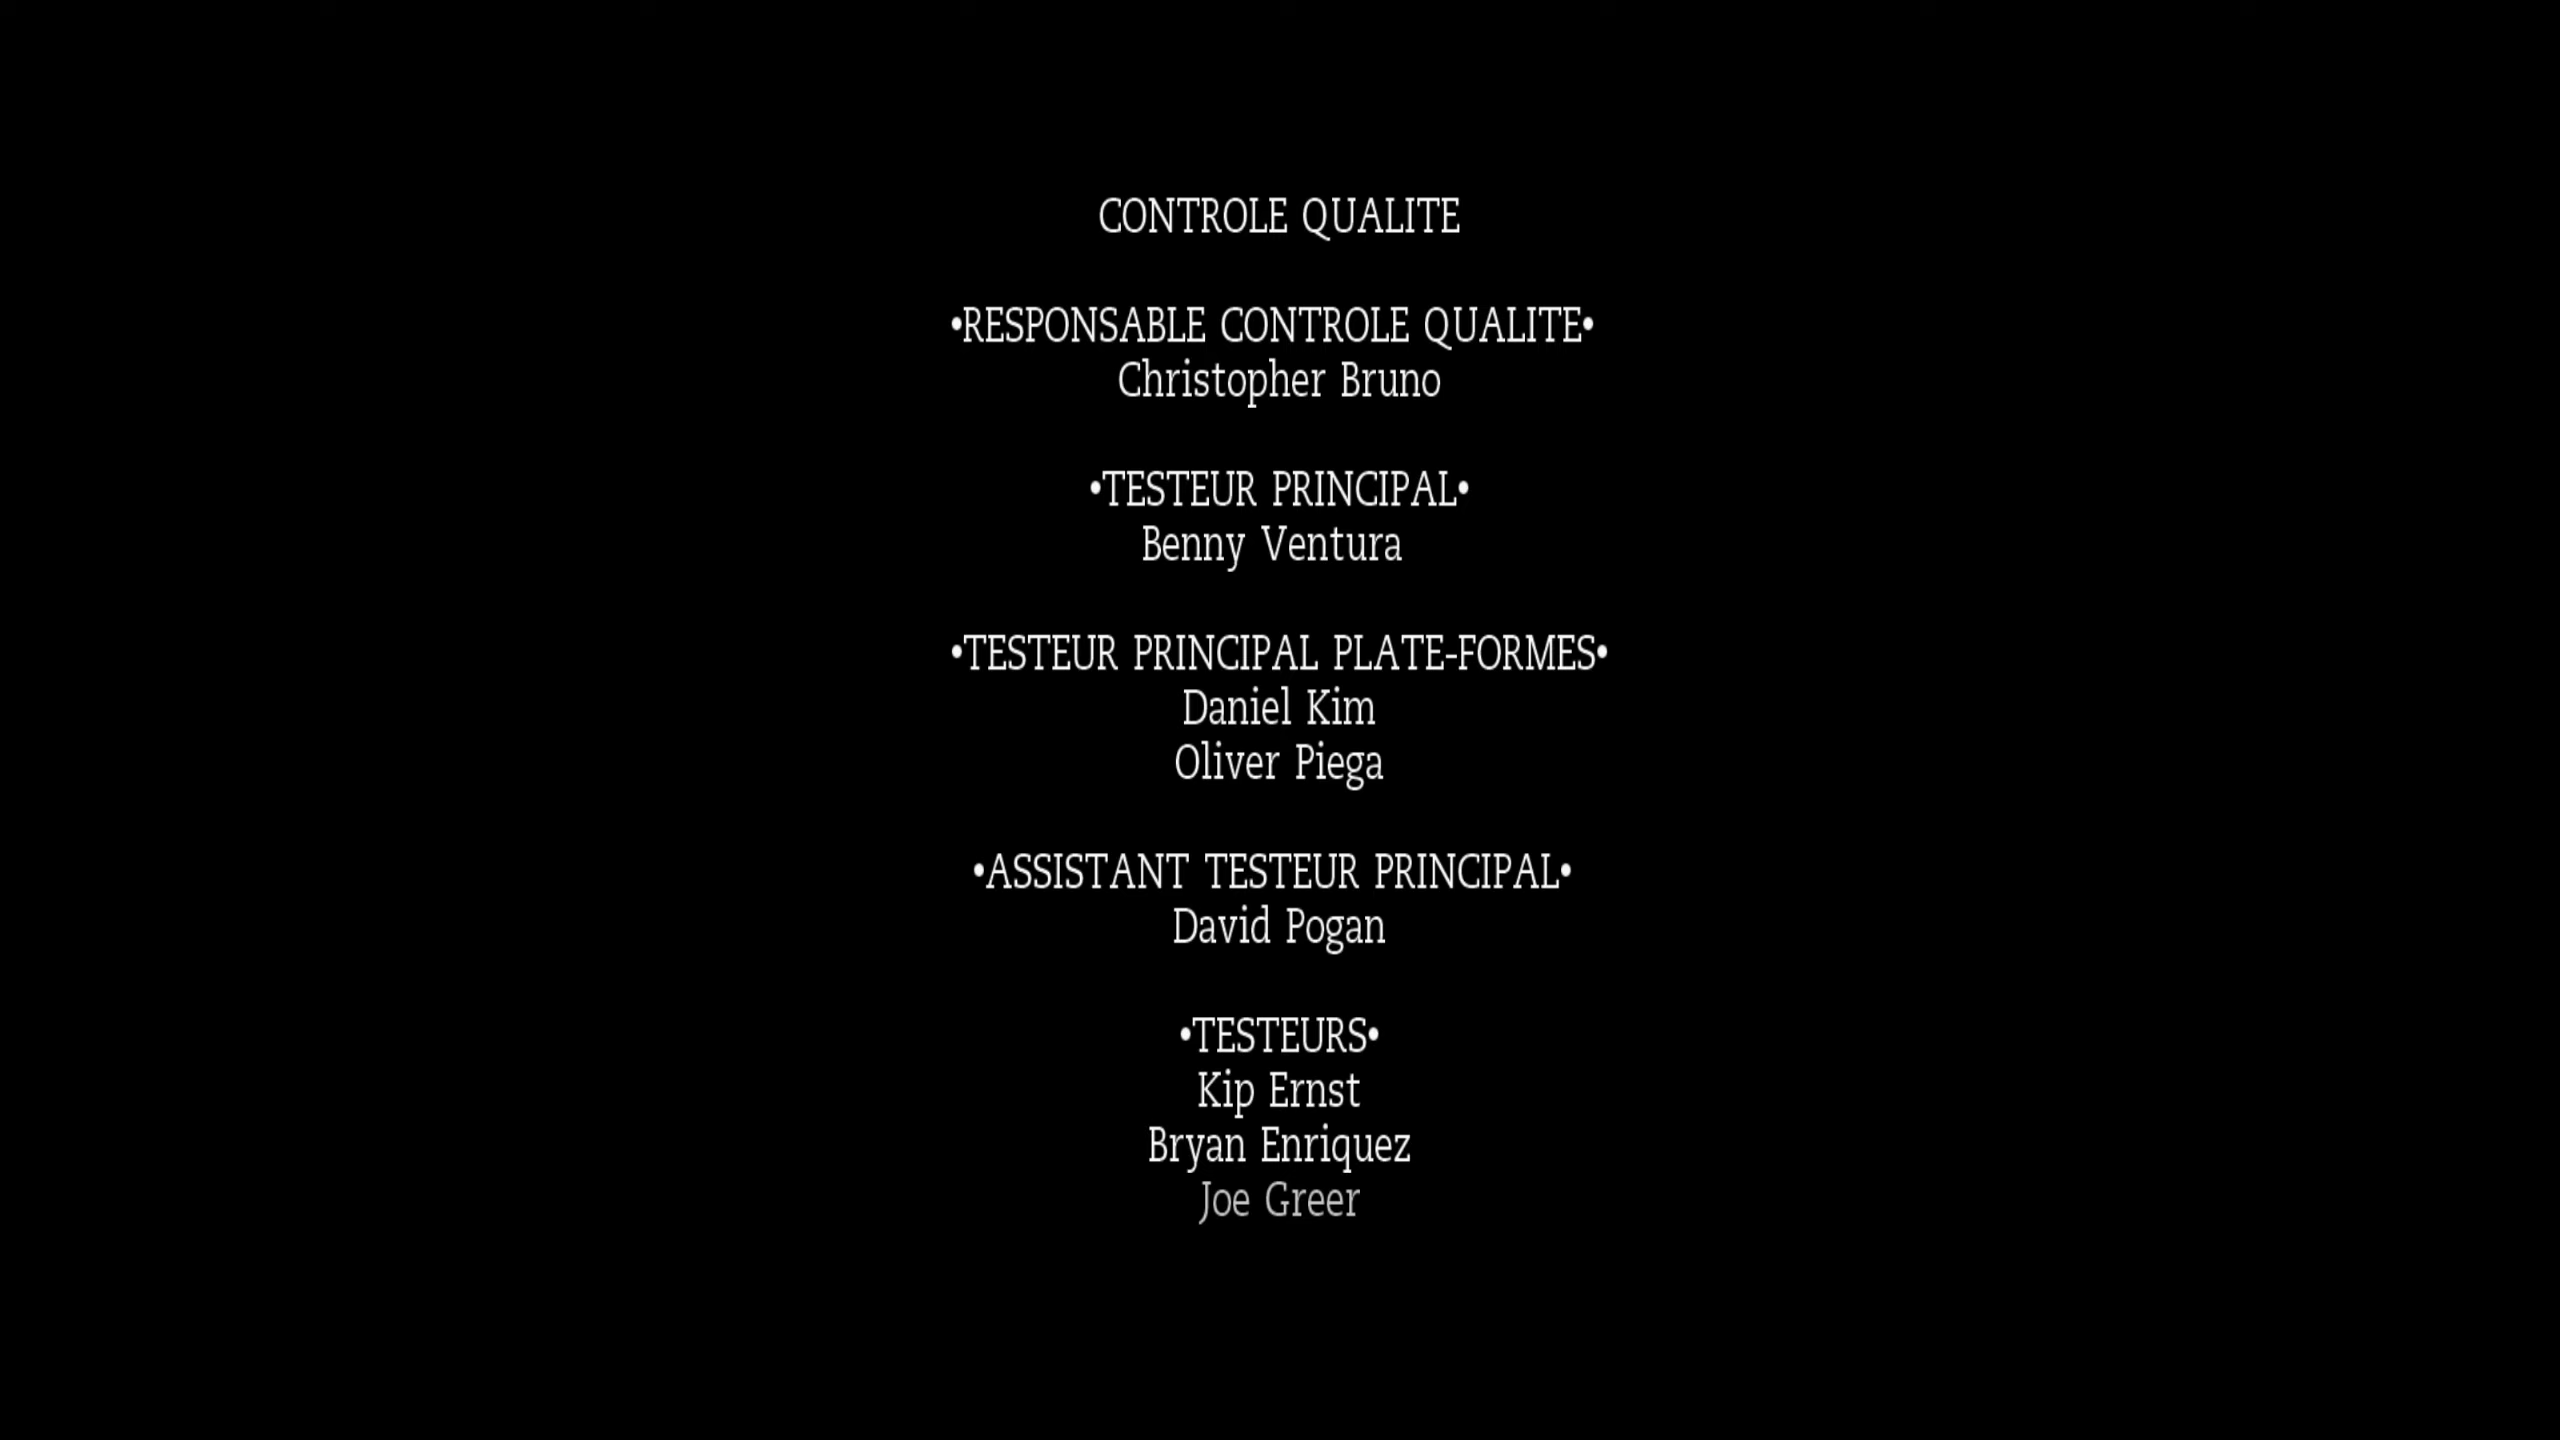 CONTROLE QUALITE
•RESPONSABLE CONTROLE QUALITE•
Christopher Bruno
•TESTEUR PRINCIPAL•
Benny Ventura
•TESTEUR PRINCIPAL PLATE-FORMES•
Daniel Kim
Oliver Piega
•ASSISTANT TESTEUR PRINCIPAL•
David Pogan
•TESTEURS•
Kip Ernst
Bryan Enriquez
Joe Greer